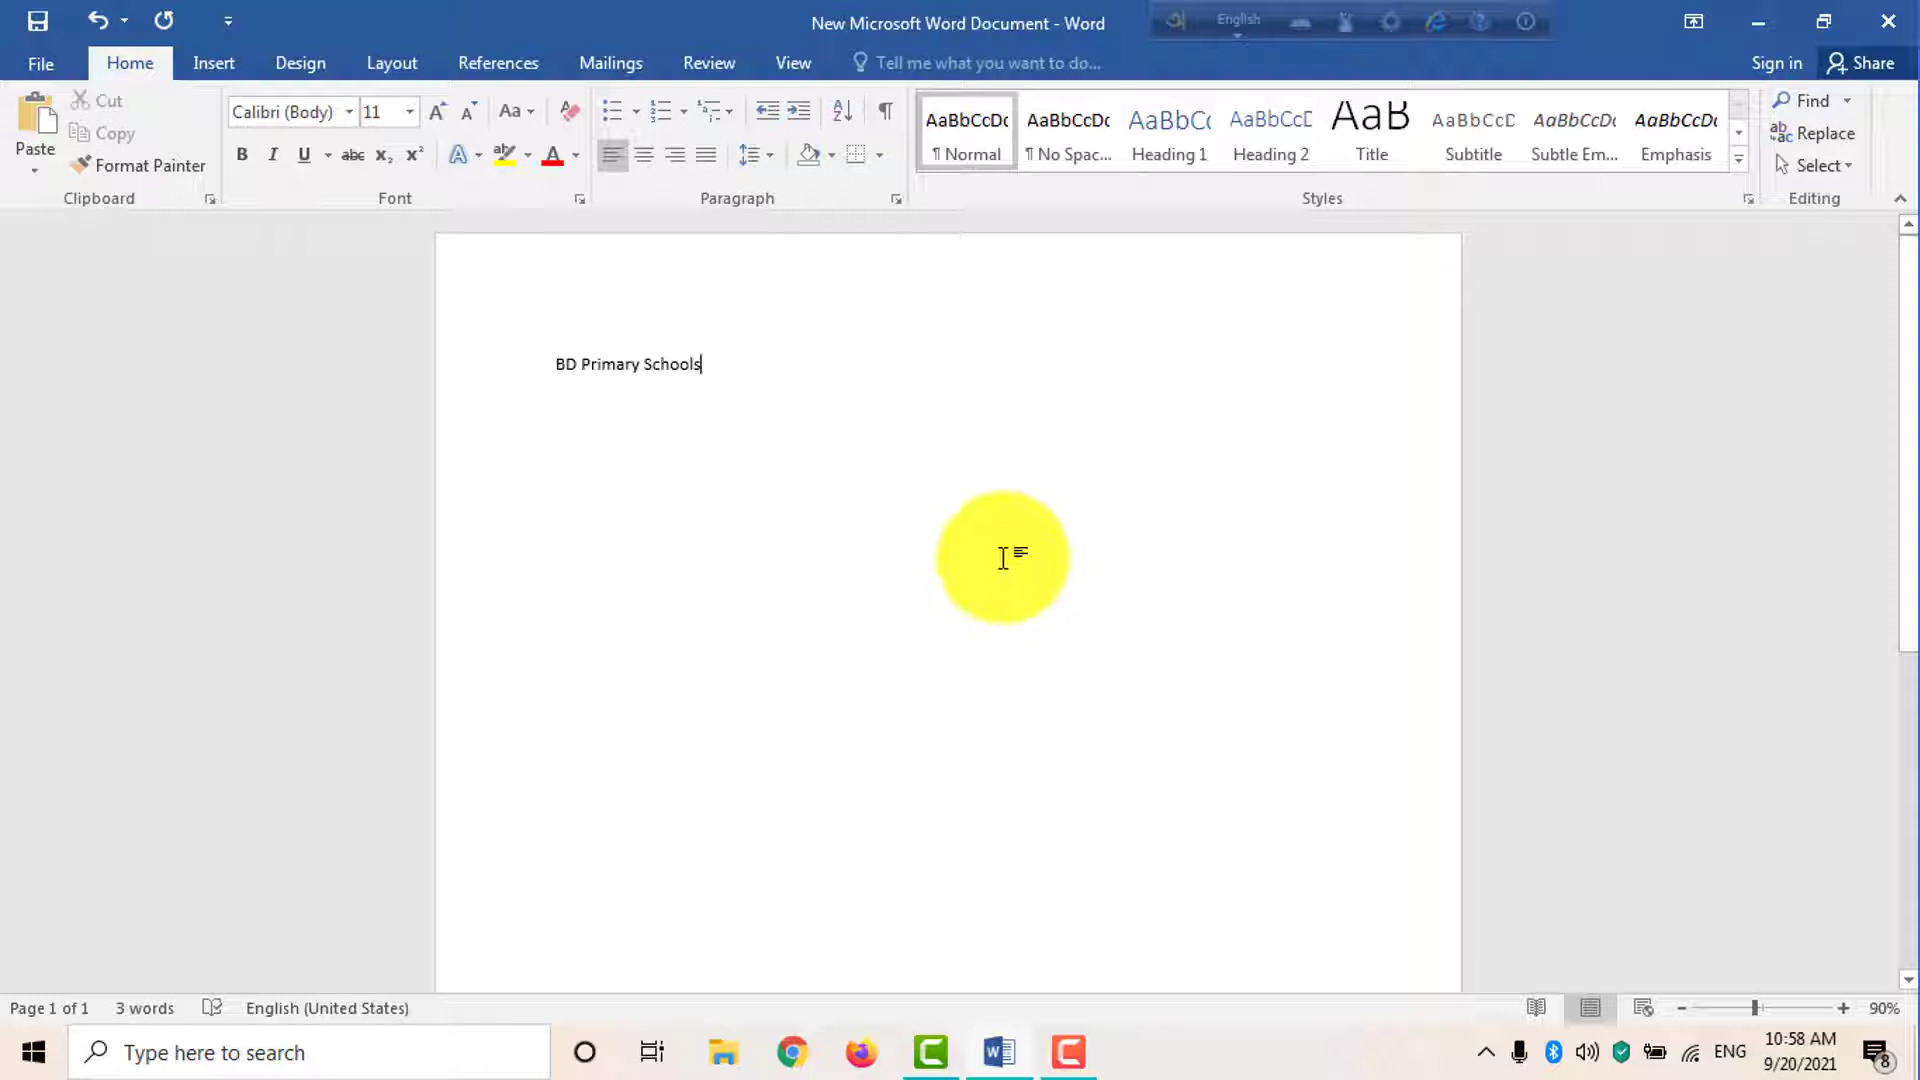 New Microsoft Word Document - Word
English
File Home Insert Design Layout References Mailings Review View Tell me what you want to do... Sign in Share
Paste
Cut
Copy
Format Painter
Clipboard
Calibri (Body) 11
Font
Paragraph
AaBbCcDc AaBbCcDc AaBbC AaBbCcD AaB AaBbCcD AaBbCcDc AaBbCcDc
¶ Normal ¶ No Spac... Heading 1 Heading 2 Title Subtitle Subtle Em... Emphasis
Styles
Find
Replace
Select
Editing
BD Primary Schools
Page 1 of 1 3 words English (United States) 90%
Type here to search
ENG
10:58 AM
9/20/2021
8